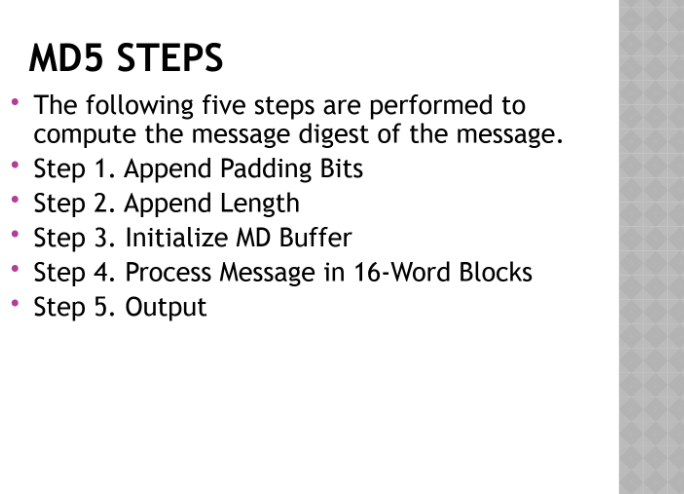 MD5 STEPS
• The following five steps are performed to
compute the message digest of the message.
• Step 1. Append Padding Bits
• Step 2. Append Length
• Step 3. Initialize MD Buffer
• Step 4. Process Message in 16-Word Blocks
• Step 5. Output